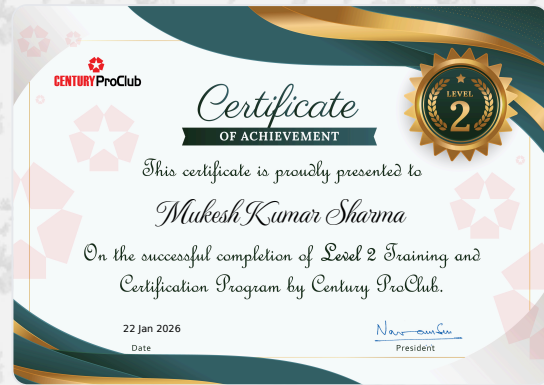 CENTURY ProClub
LEVEL
2
Certificate
OF ACHIEVEMENT
This certificate is proudly presented to
Mukesh Kumar Sharma
On the successful completion of Level 2 Training and
Certification Program by Century ProClub.
22 Jan 2026
Date
President